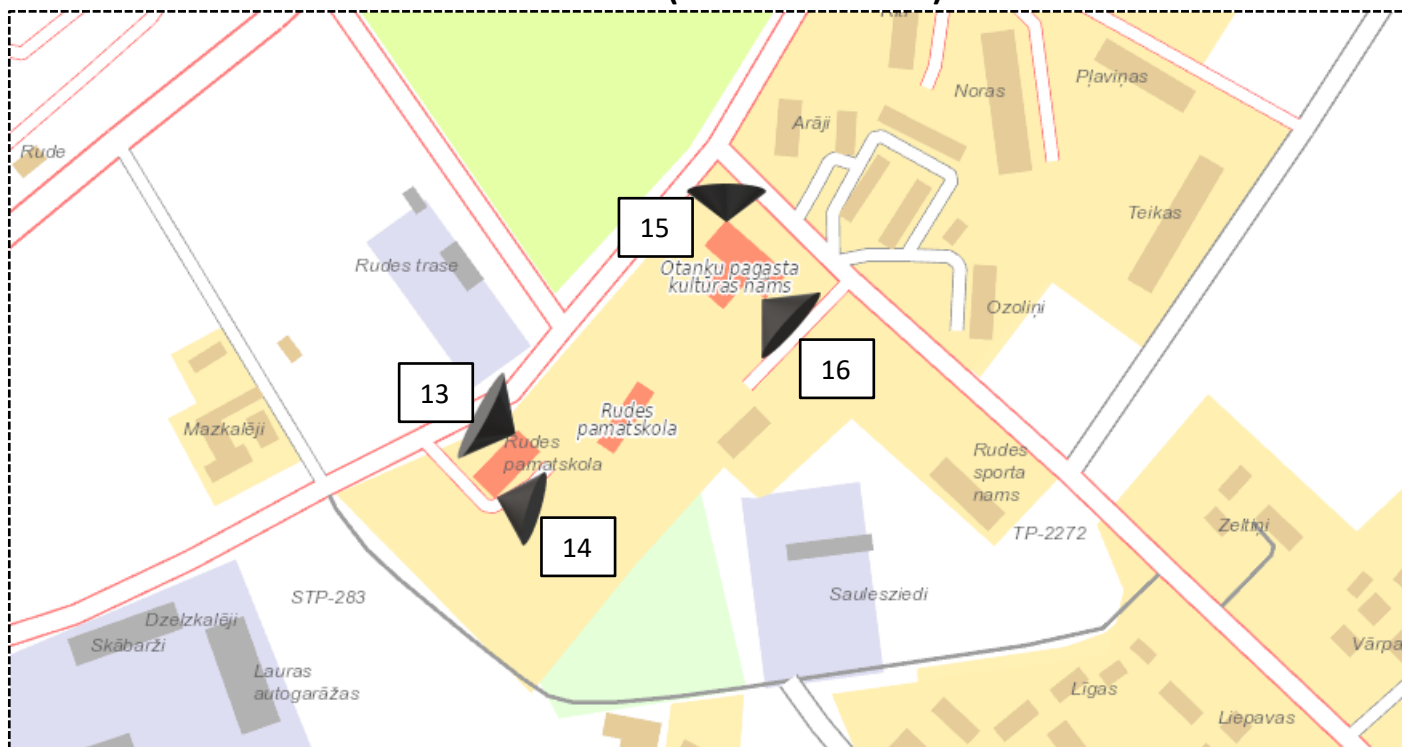 Noras
Pļaviņas
Arāji
Rude
15
Teikas
Rudes trase
Otanku pagasta
kultūras nams
Ozoliņi
16
13
Rudes
pamatskola
Mazkalēji
Rudes
pamatskola
Rudes
sporta
nams
14
Zeltiņi
TP-2272
STP-283
Saulesziedi
Dzelzkalēji
Skābarži
Vārpa
Lauras
autogarāžas
Līgas
Liepavas